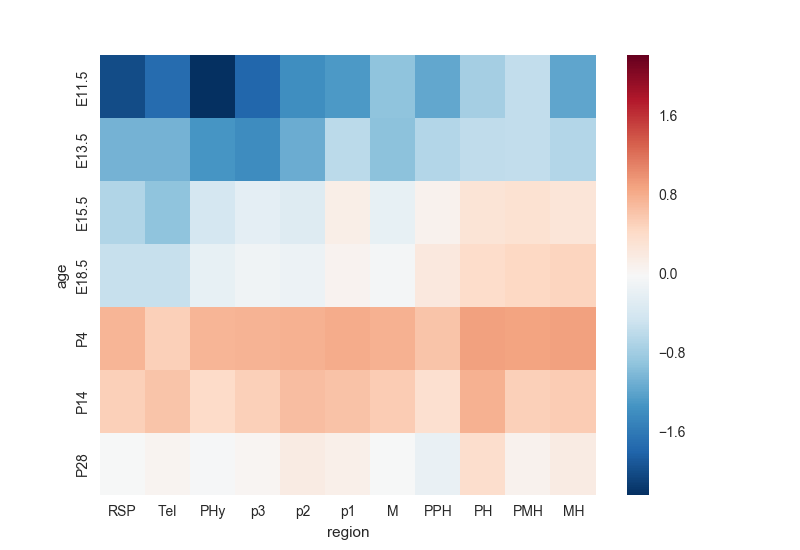 E11.5
E13.5
E15.5
E18.5
P4
P14
P28
age
RSP Tel PHy p3 p2 p1 M PPH PH PMH MH
region
1.6
0.8
0.0
−0.8
−1.6